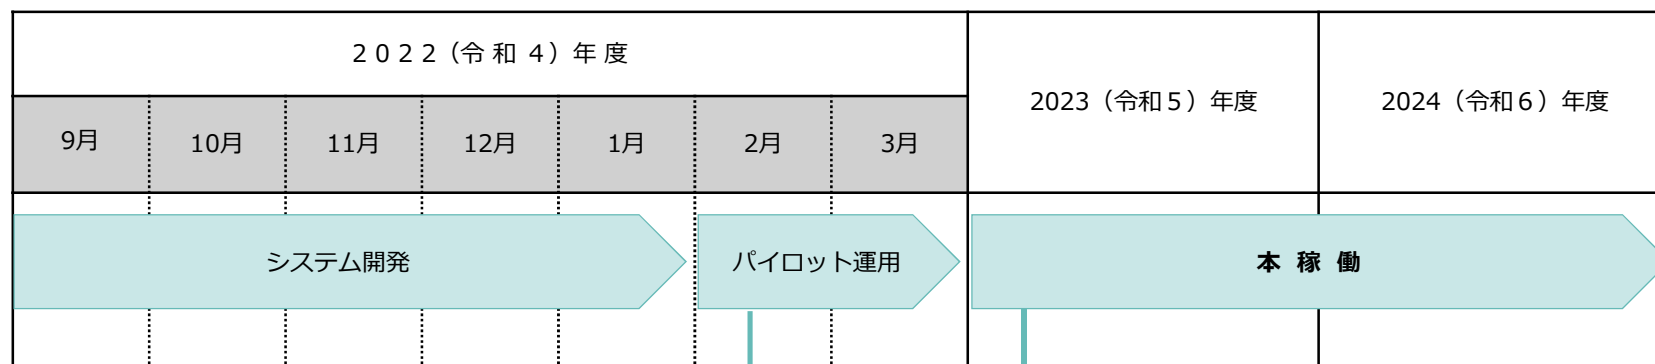 ２０２２（令和４）年度
2023（令和５）年度
2024（令和６）年度
9月
10月
11月
12月
1月
2月
3月
システム開発
パイロット運用
本稼働